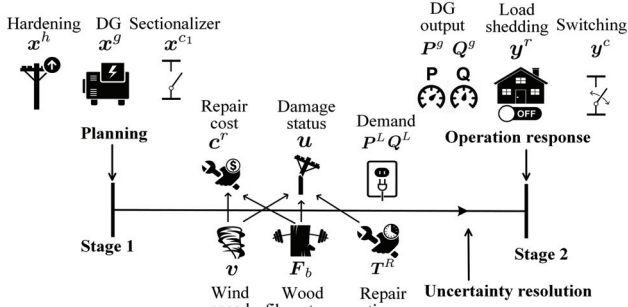 Hardening DG Sectionalizer
x^h x^g x^{c_1}
DG output
P^g Q^g
Load shedding
y^r
Switching
y^c
P Q
OFF
Planning
Operation response
Repair cost
c^r
Damage status
u
Demand
P^L Q^L
Stage 1
Stage 2
v
F_b
T^R
Wind
Wood
Repair
Uncertainty resolution